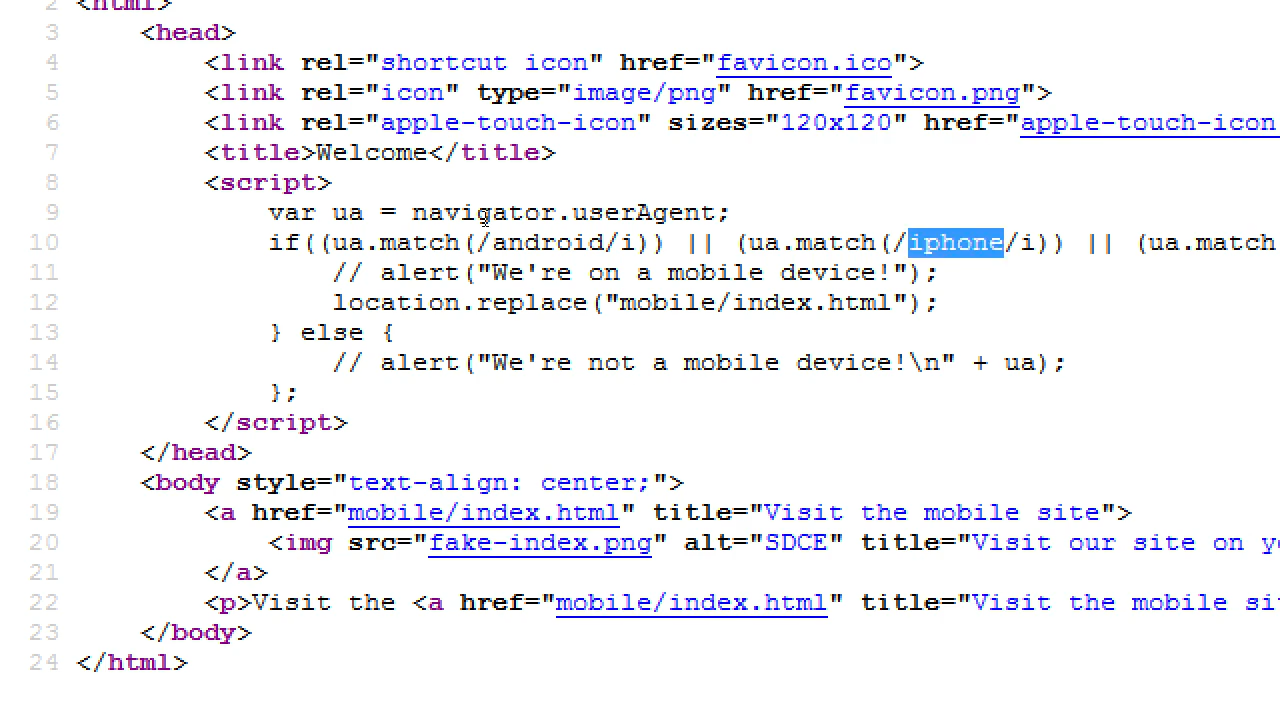 2 <html>
3 <head>
4 <link rel="shortcut icon" href="favicon.ico">
5 <link rel="icon" type="image/png" href="favicon.png">
6 <link rel="apple-touch-icon" sizes="120x120" href="apple-touch-icon
7 <title>Welcome</title>
8 <script>
9 var ua = navigator.userAgent;
10 if((ua.match(/android/i)) || (ua.match(/iphone/i)) || (ua.match
11 // alert("We're on a mobile device!");
12 location.replace("mobile/index.html");
13 } else {
14 // alert("We're not a mobile device!\n" + ua);
15 };
16 </script>
17 </head>
18 <body style="text-align: center;">
19 <a href="mobile/index.html" title="Visit the mobile site">
20 <img src="fake-index.png" alt="SDCE" title="Visit our site on
21 </a>
22 <p>Visit the <a href="mobile/index.html" title="Visit the mobile
23 </body>
24 </html>